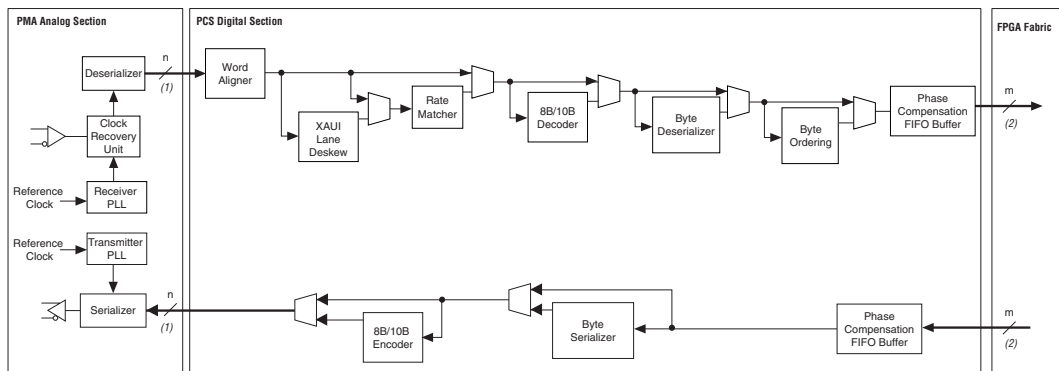 PMA Analog Section
PCS Digital Section
FPGA Fabric
n
(1)
Deserializer
Word
Aligner
Clock
Recovery
Unit
Reference
Clock
Receiver
PLL
XAUI
Lane
Deskew
Rate
Matcher
8B/10B
Decoder
Byte
Deserializer
Byte
Ordering
Phase
Compensation
FIFO Buffer
m
(2)
Reference
Clock
Transmitter
PLL
Serializer
n
(1)
8B/10B
Encoder
Byte
Serializer
Phase
Compensation
FIFO Buffer
m
(2)